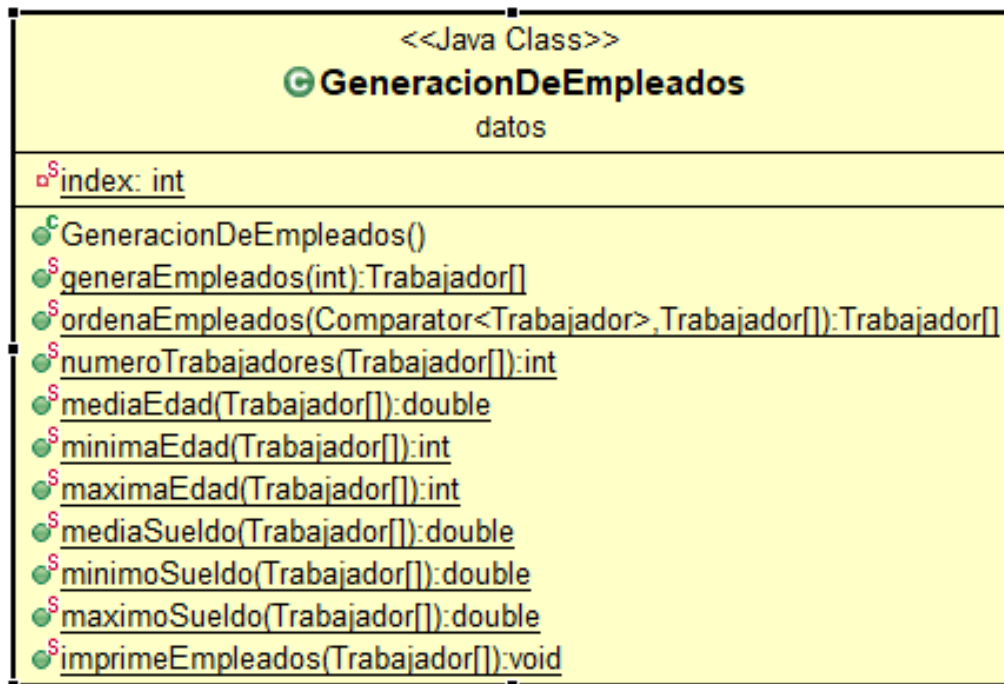 <<Java Class>>
GeneracionDeEmpleados
datos
index: int
GeneracionDeEmpleados()
generaEmpleados(int):Trabajador[]
ordenaEmpleados(Comparator<Trabajador>,Trabajador[]):Trabajador[]
numeroTrabajadores(Trabajador[]):int
mediaEdad(Trabajador[]):double
minimaEdad(Trabajador[]):int
maximaEdad(Trabajador[]):int
mediaSueldo(Trabajador[]):double
minimoSueldo(Trabajador[]):double
maximoSueldo(Trabajador[]):double
imprimeEmpleados(Trabajador[]):void